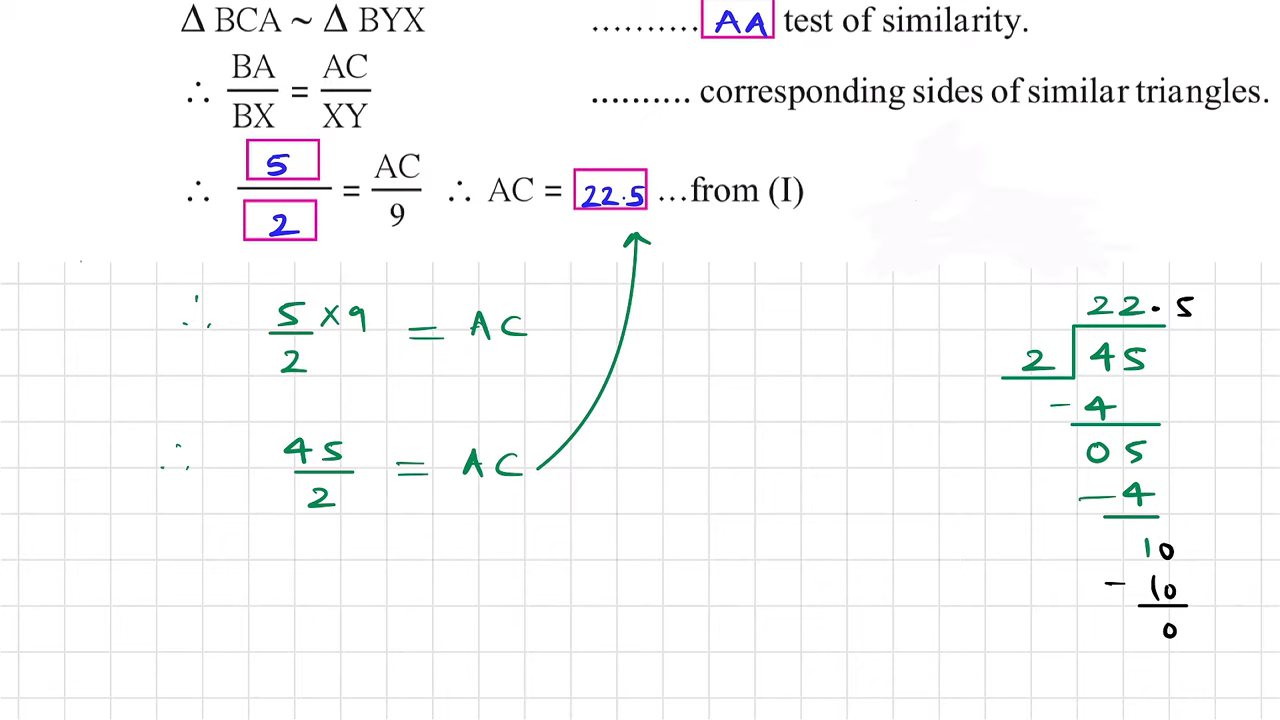 Δ BCA ~ Δ BYX .......... AA test of similarity.
∴ BA/BX = AC/XY .......... corresponding sides of similar triangles.
∴ 5/2 = AC/9 ∴ AC = 22.5 ...from (I)
∴ 5/2 × 9 = AC
∴ 45/2 = AC
22.5
2 45
- 4
05
- 4
10
- 10
0